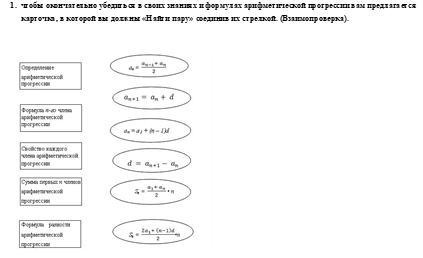 1. чтобы окончательно убедиться в своих знаниях и формулах арифметической прогрессии вам предлагается
карточка, в которой вы должны «Найти пару» соединив их стрелкой. (Взаимопроверка).
Определение
арифметической
прогрессии
Формула n-го члена
арифметической
прогрессии
Свойство каждого
члена арифметической
прогрессии
Сумма первых n членов
арифметической
прогрессии
Формула разности
арифметической
прогрессии
aₙ = (aₙ₋₁ + aₙ)/2
aₙ₊₁ = aₙ + d
aₙ = a₁ + (n − 1)d
d = aₙ₊₁ − aₙ
Sₙ = (a₁ + aₙ)/2 • n
Sₙ = (2a₁ + (n−1)d)/2 n